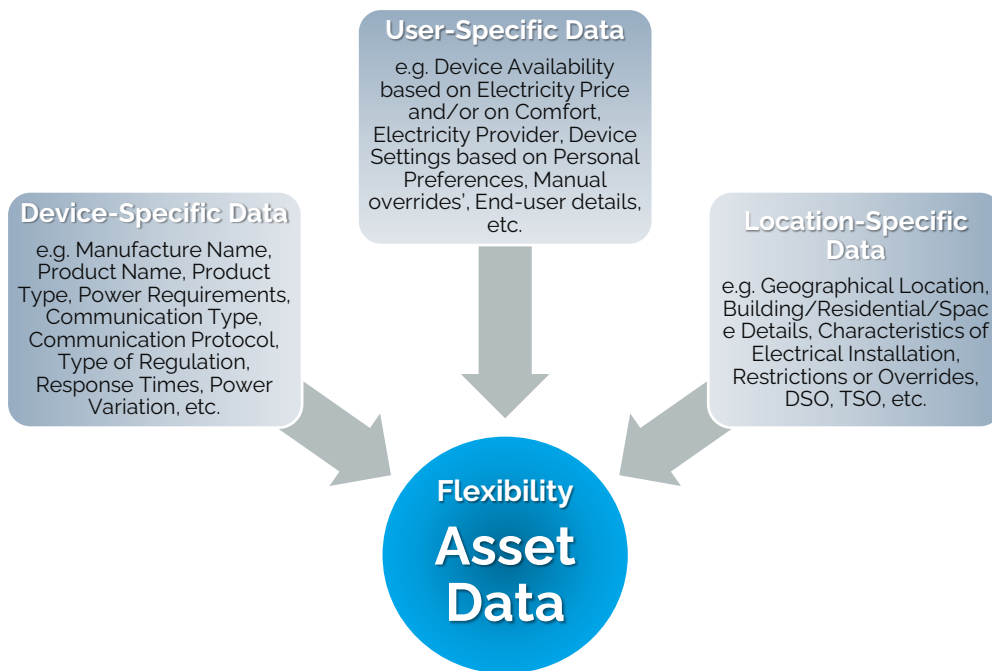 User-Specific Data
e.g. Device Availability
based on Electricity Price
and/or on Comfort,
Electricity Provider, Device
Settings based on Personal
Preferences, Manual
overrides', End-user details,
etc.
Device-Specific Data
e.g. Manufacture Name,
Product Name, Product
Type, Power Requirements,
Communication Type,
Communication Protocol,
Type of Regulation,
Response Times, Power
Variation, etc.
Location-Specific
Data
e.g. Geographical Location,
Building/Residential/Spac
e Details, Characteristics of
Electrical Installation,
Restrictions or Overrides,
DSO, TSO, etc.
Flexibility
Asset
Data